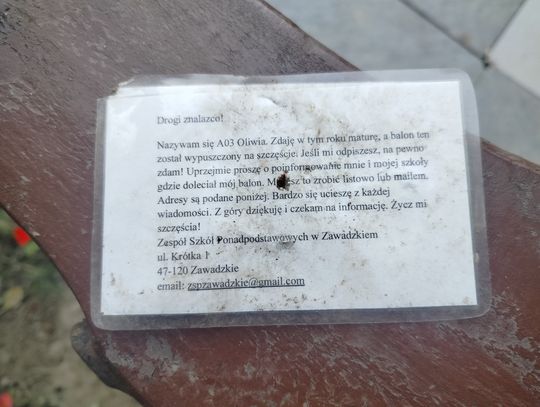 Drogi znalazco!
Nazywam się A03 Oliwia. Zdaję w tym roku maturę, a balon ten
został wypuszczony na szczęście. Jeśli mi odpiszesz, na pewno
zdam! Uprzejmie proszę o poinformowanie mnie i mojej szkoły
gdzie doleciał mój balon. Możesz to zrobić listowo lub mailem.
Adresy są podane poniżej. Bardzo się ucieszę z każdej
wiadomości. Z góry dziękuję i czekam na informację. Życz mi
szczęścia!
Zespół Szkół Ponadpodstawowych w Zawadzkiem
ul. Krótka 1
47-120 Zawadzkie
email: zspzawadzkie@gmail.com